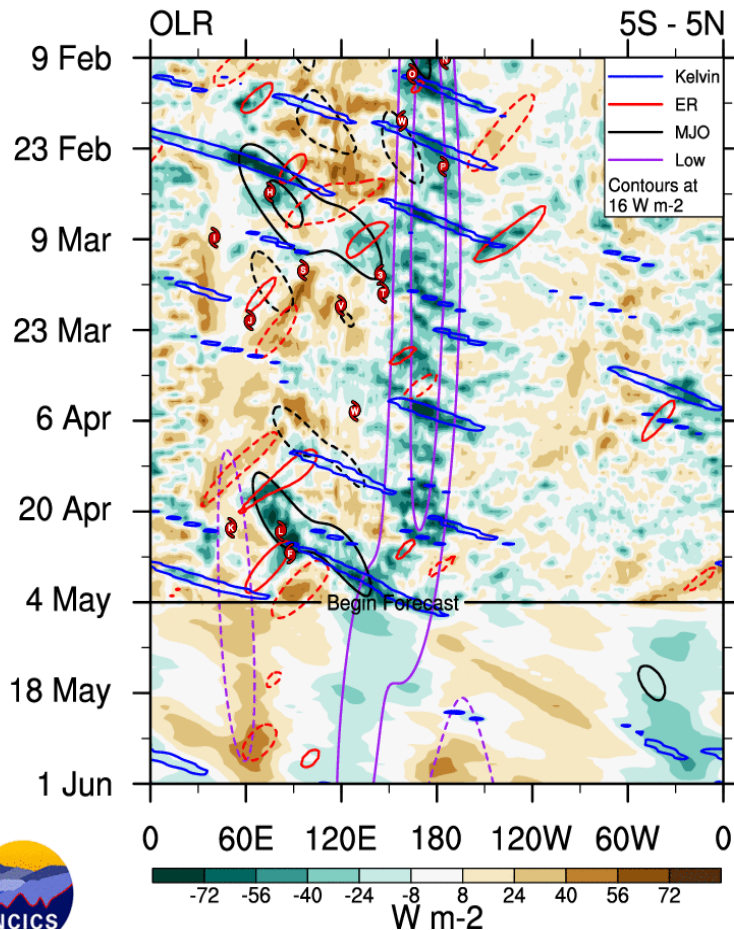 OLR 5S - 5N
9 Feb
23 Feb
9 Mar
23 Mar
6 Apr
20 Apr
4 May
18 May
1 Jun
Kelvin
ER
MJO
Low
Contours at
16 W m-2
O
W
T
H
I
S
3
T
V
J
W
K
L
F
Begin Forecast
0 60E 120E 180 120W 60W 0
-72 -56 -40 -24 -8 8 24 40 56 72
W m-2
NCICS